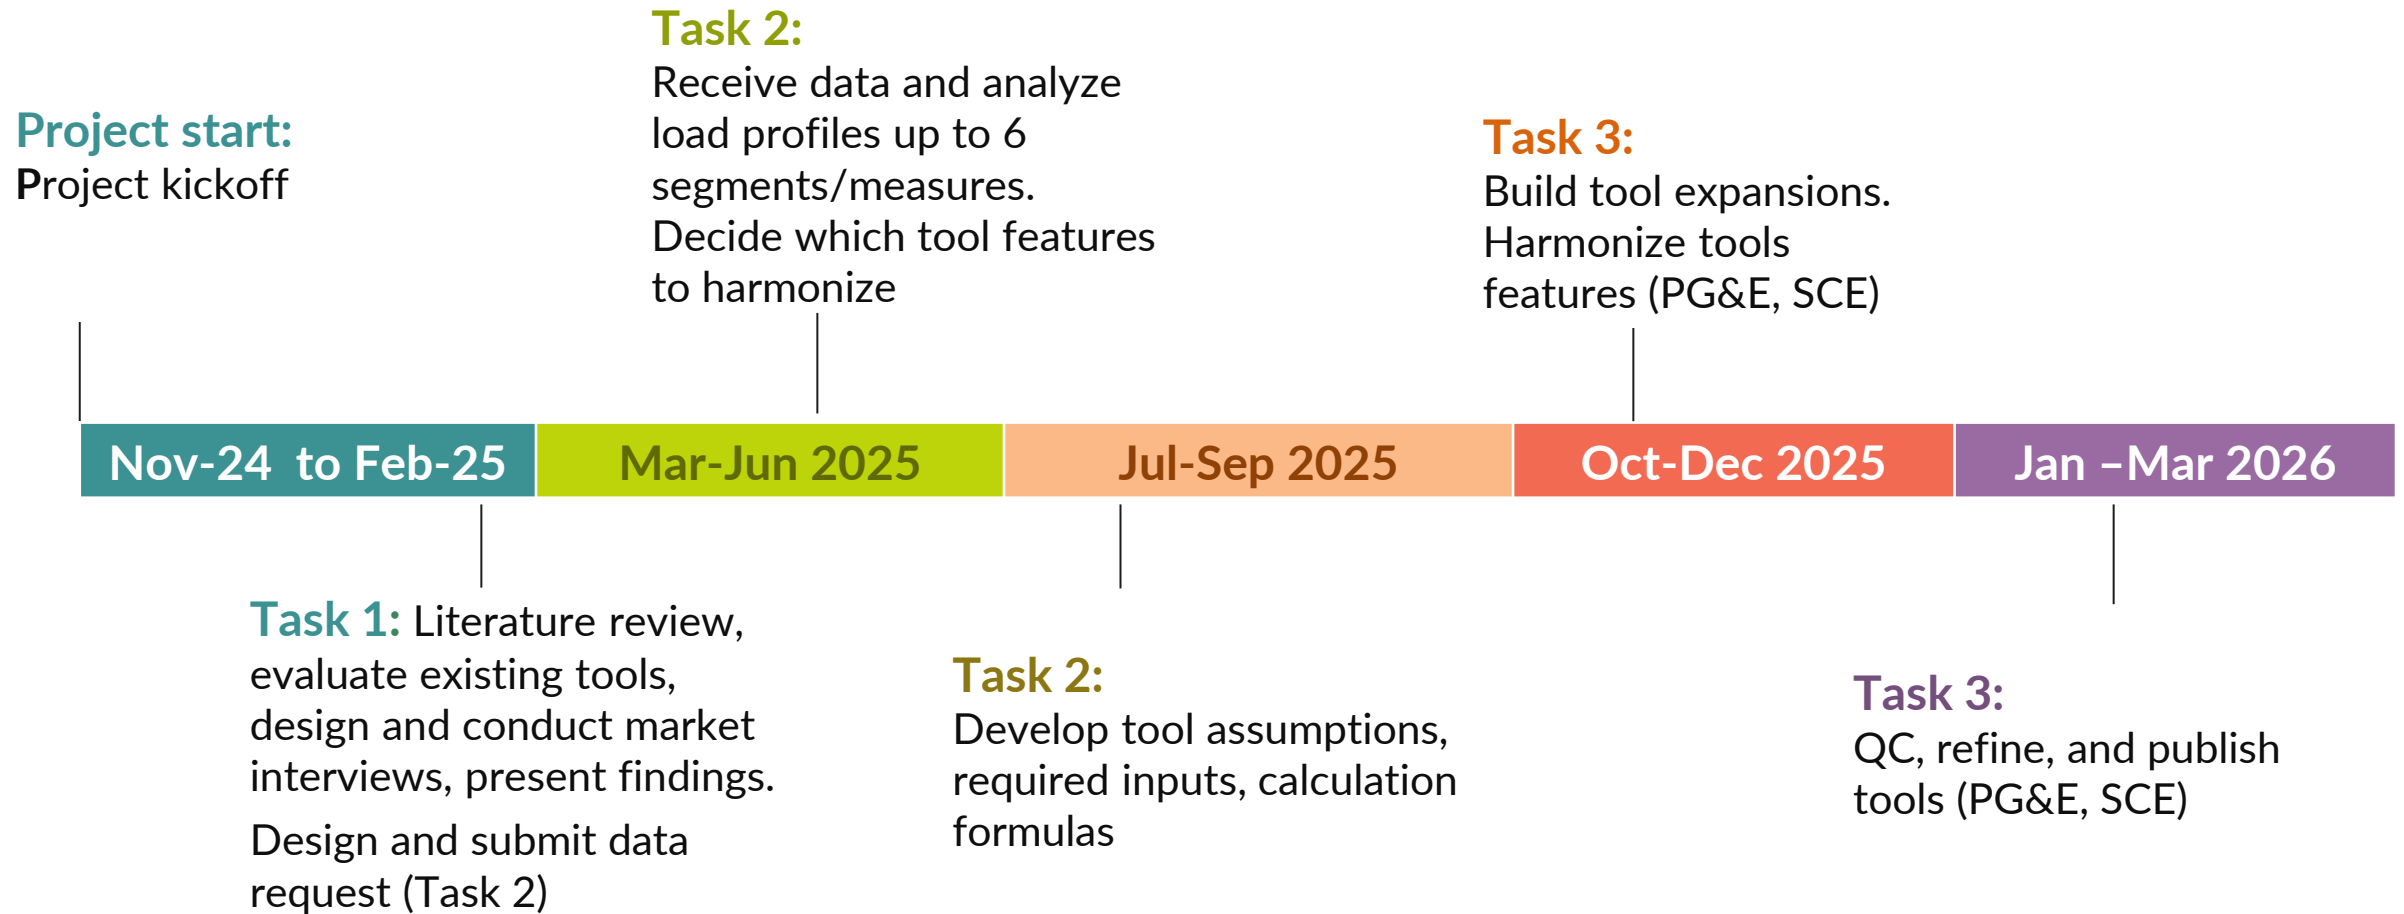 Project start:
Project kickoff
Task 2:
Receive data and analyze
load profiles up to 6
segments/measures.
Decide which tool features
to harmonize
Task 3:
Build tool expansions.
Harmonize tools
features (PG&E, SCE)
Nov-24  to Feb-25
Mar-Jun 2025
Jul-Sep 2025
Oct-Dec 2025
Jan –Mar 2026
Task 1: Literature review,
evaluate existing tools,
design and conduct market
interviews, present findings.
Design and submit data
request (Task 2)
Task 2:
Develop tool assumptions,
required inputs, calculation
formulas
Task 3:
QC, refine, and publish
tools (PG&E, SCE)